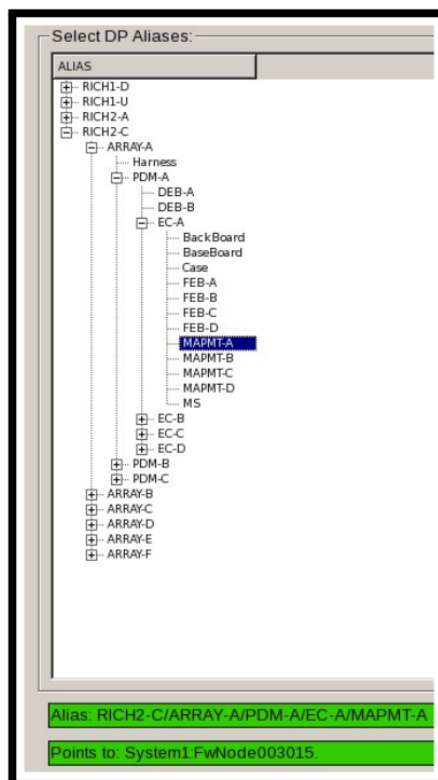 Select DP Aliases:
ALIAS
RICH1-D
RICH1-U
RICH2-A
RICH2-C
ARRAY-A
Harness
PDM-A
DEB-A
DEB-B
EC-A
BackBoard
BaseBoard
Case
FEB-A
FEB-B
FEB-C
FEB-D
MAPMT-A
MAPMT-B
MAPMT-C
MAPMT-D
MS
EC-B
EC-C
EC-D
PDM-B
PDM-C
ARRAY-B
ARRAY-C
ARRAY-D
ARRAY-E
ARRAY-F
Alias: RICH2-C/ARRAY-A/PDM-A/EC-A/MAPMT-A
Points to: System1:FwNode003015.